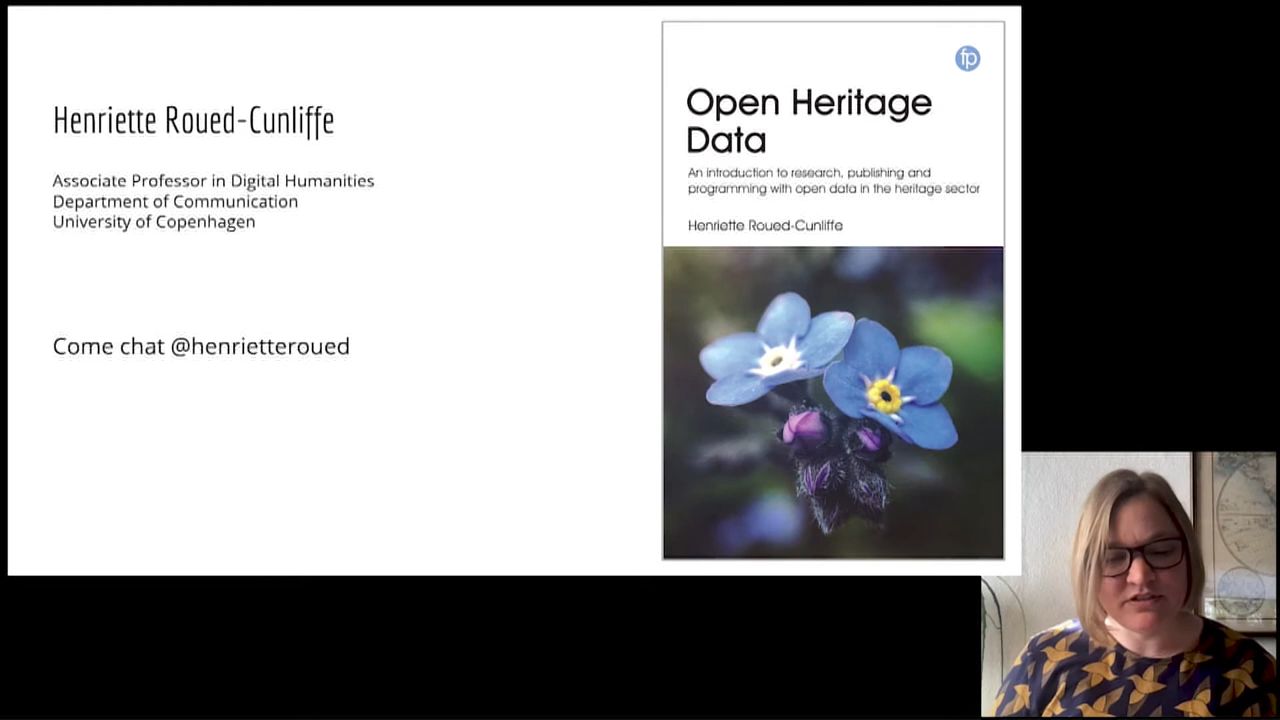 Henriette Roued-Cunliffe
Associate Professor in Digital Humanities
Department of Communication
University of Copenhagen
Come chat @henrietteroued
fp
Open Heritage
Data
An introduction to research, publishing and
programming with open data in the heritage sector
Henriette Roued-Cunliffe